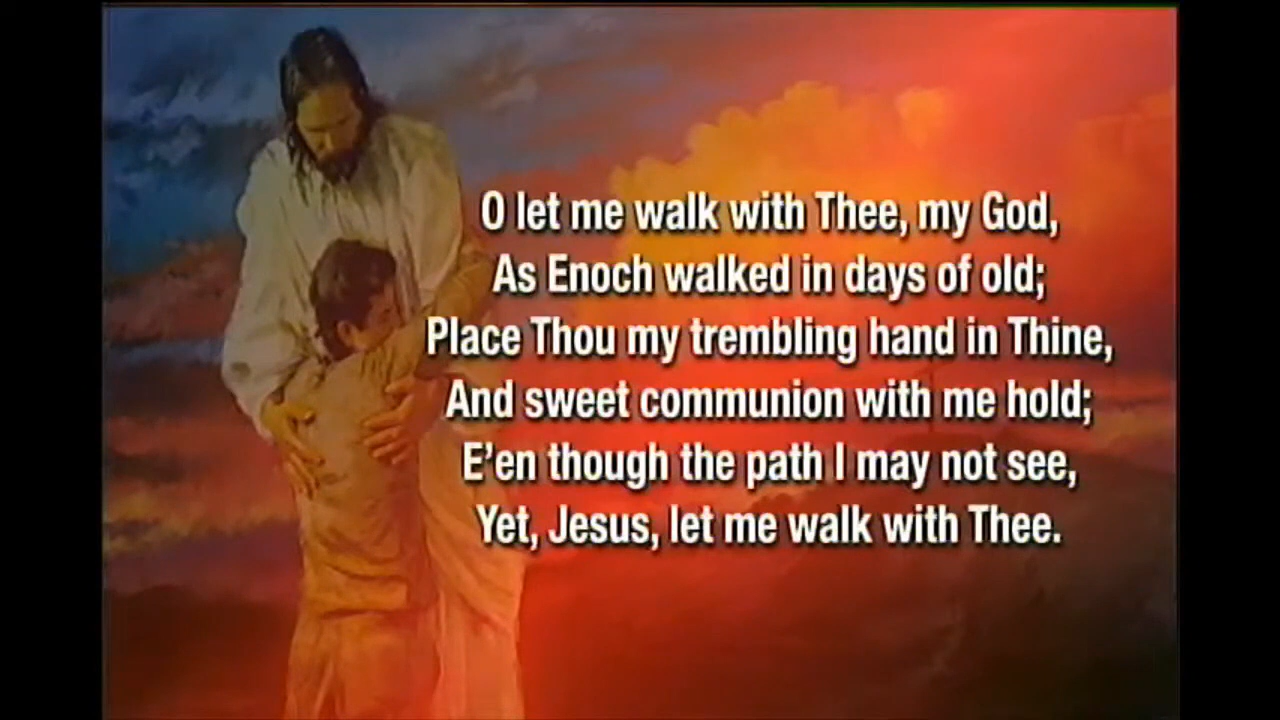 O let me walk with Thee, my God,
As Enoch walked in days of old;
Place Thou my trembling hand in Thine,
And sweet communion with me hold;
E’en though the path I may not see,
Yet, Jesus, let me walk with Thee.